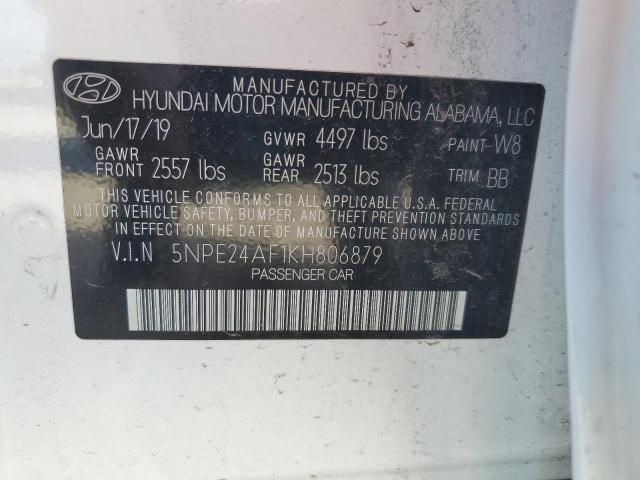 MANUFACTURED BY
HYUNDAI MOTOR MANUFACTURING ALABAMA, LLC
Jun/17/19 GVWR 4497 lbs PAINT W8
GAWR FRONT 2557 lbs GAWR REAR 2513 lbs TRIM BB
THIS VEHICLE CONFORMS TO ALL APPLICABLE U.S.A. FEDERAL
MOTOR VEHICLE SAFETY, BUMPER, AND THEFT PREVENTION STANDARDS
IN EFFECT ON THE DATE OF MANUFACTURE SHOWN ABOVE.
V.I.N 5NPE24AF1KH806879
PASSENGER CAR